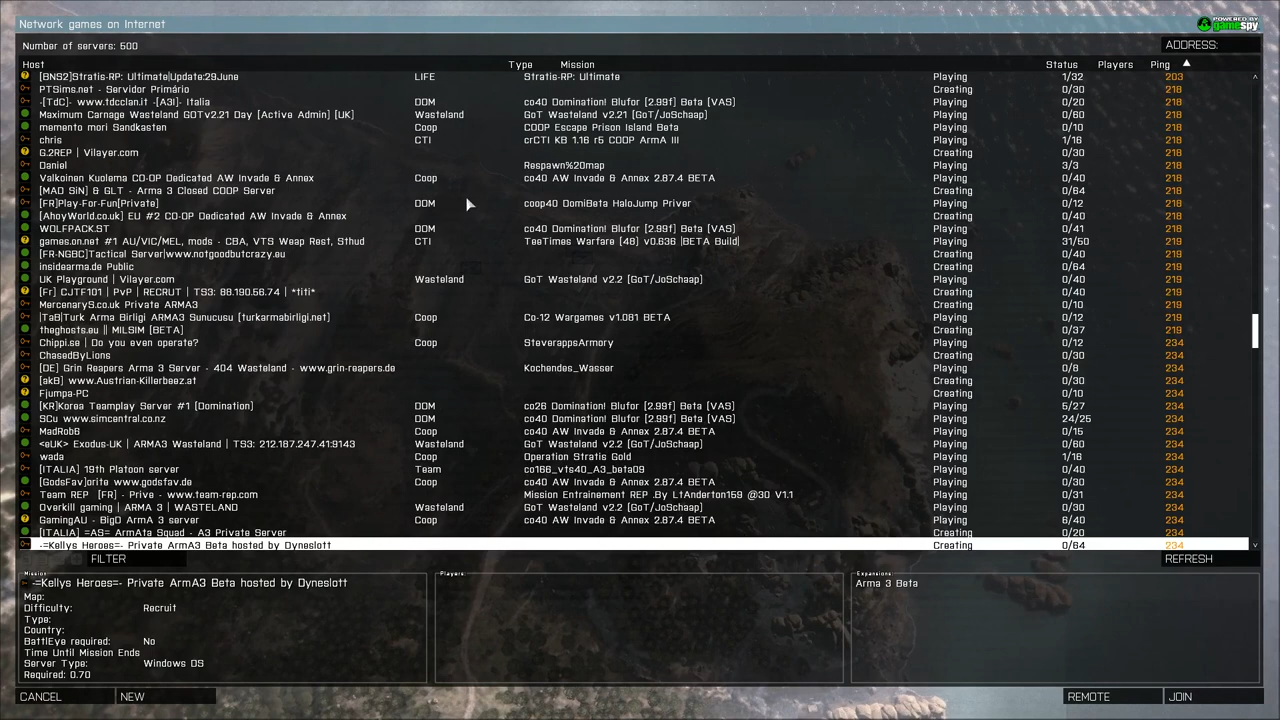 Network games on Internet
POWERED BY gamespy
Number of servers: 500
ADDRESS:
Host Type Mission Status Players Ping
[BNS2]Stratis-RP: Ultimate|Update:29June LIFE Stratis-RP: Ultimate Playing 1/32 203
PTSims.net - Servidor Primário Creating 0/30 218
-[TdC]- www.tdcclan.it -[A3I]- Italia DOM co40 Domination! Blufor [2.99f] Beta [VAS] Playing 0/20 218
Maximum Carnage Wasteland GOTv2.21 Day [Active Admin] [UK] Wasteland GoT Wasteland v2.21 [GoT/JoSchaap] Playing 0/60 218
memento mori Sandkasten Coop COOP Escape Prison Island Beta Playing 0/10 218
chris CTI crCTI KB 1.16 r5 COOP ArmA III Playing 1/16 218
G.2REP | Vilayer.com Creating 0/30 218
Daniel Respawn%20map Playing 3/3 218
Valkoinen Kuolema CO-OP Dedicated AW Invade & Annex Coop co40 AW Invade & Annex 2.87.4 BETA Playing 0/40 218
[MAD SiN] & GLT - Arma 3 Closed COOP Server Creating 0/64 218
[FR]Play-For-Fun[Private] DOM coop40 DomiBeta HaloJump Priver Playing 0/12 218
[AhoyWorld.co.uk] EU #2 CO-OP Dedicated AW Invade & Annex Creating 0/40 218
WOLFPACK.ST DOM co40 Domination! Blufor [2.99f] Beta [VAS] Playing 0/41 218
games.on.net #1 AU/VIC/MEL, mods - CBA, VTS Weap Rest, Sthud CTI TeeTimes Warfare [48] v0.636 |BETA Build| Playing 31/50 219
[FR-NGBC]Tactical Server|www.notgoodbutcrazy.eu Creating 0/40 219
insidearma.de Public Creating 0/64 219
UK Playground | Vilayer.com Wasteland GoT Wasteland v2.2 [GoT/JoSchaap] Playing 0/40 219
[Fr] CJTF101 | PvP | RECRUIT | TS3: 88.190.56.74 | *titi* Creating 0/40 219
MercenaryS.co.uk Private ARMA3 Creating 0/10 219
|TaB|Turk Arma Birligi ARMA3 Sunucusu [turkarmabirligi.net] Coop Co-12 Wargames v1.081 BETA Playing 0/12 219
theghosts.eu || MILSIM [BETA] Creating 0/37 219
Chippi.se | Do you even operate? Coop SteverappsArmory Playing 0/12 234
ChasedByLions Creating 0/30 234
[DE] Grin Reapers Arma 3 Server - 404 Wasteland - www.grin-reapers.de Kochendes_Wasser Playing 0/8 234
[akB] www.Austrian-Killerbeez.at Creating 0/30 234
Fjumpa-PC Creating 0/10 234
[KR]Korea Teamplay Server #1 [Domination] DOM co26 Domination! Blufor [2.99f] Beta [VAS] Playing 5/27 234
SCu www.simcentral.co.nz DOM co40 Domination! Blufor [2.99f] Beta [VAS] Playing 24/25 234
MadRob6 Coop co40 AW Invade & Annex 2.87.4 BETA Playing 0/15 234
<eUK> Exodus-UK | ARMA3 Wasteland | TS3: 212.187.247.41:9143 Wasteland GoT Wasteland v2.2 [GoT/JoSchaap] Playing 0/60 234
wada Coop Operation Stratis Gold Playing 1/16 234
[ITALIA] 19th Platoon server Team co166_vts40_A3_beta09 Playing 0/40 234
[GodsFav]orite www.godsfav.de Coop co40 AW Invade & Annex 2.87.4 BETA Playing 0/40 234
Team REP [FR] - Prive - www.team-rep.com Mission Entrainement REP .By LtAnderton159 @30 V1.1 Playing 0/31 234
Overkill gaming | ARMA 3 | WASTELAND Wasteland GoT Wasteland v2.2 [GoT/JoSchaap] Playing 0/30 234
GamingAU - BigD ArmA 3 server Coop co40 AW Invade & Annex 2.87.4 BETA Playing 6/40 234
[ITALIA] =AS= ArmAta Squad - A3 Private Server Creating 0/20 234
-=Kellys Heroes=- Private ArmA3 Beta hosted by Dyneslott Creating 0/64 234
FILTER REFRESH
Mission Players: Expansions:
-=Kellys Heroes=- Private ArmA3 Beta hosted by Dyneslott Arma 3 Beta
Map:
Difficulty: Recruit
Type:
Country:
BattlEye required: No
Time Until Mission Ends
Server Type: Windows OS
Required: 0.70
CANCEL NEW REMOTE JOIN